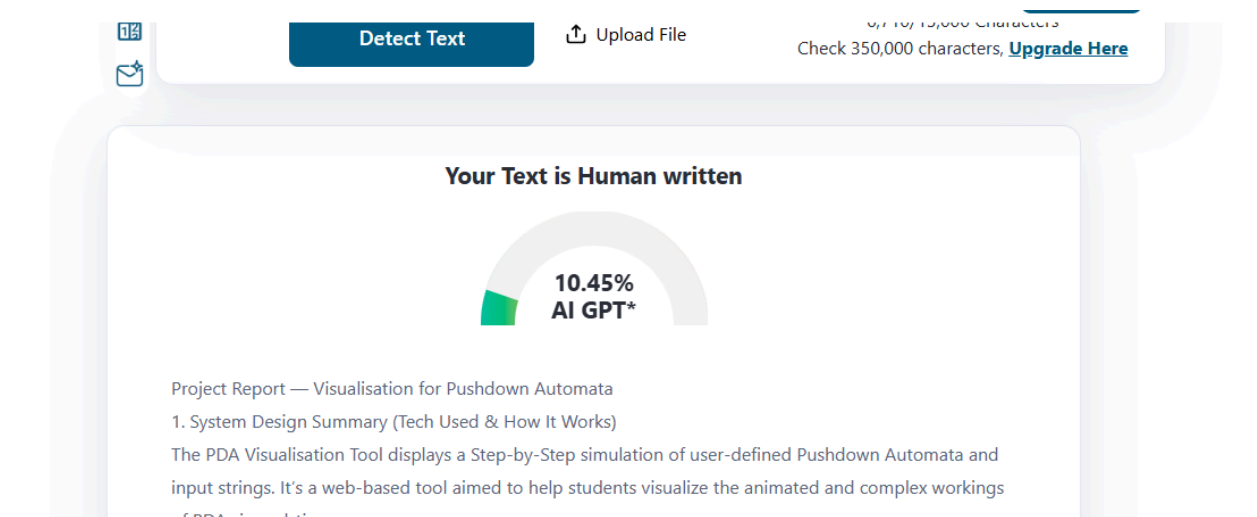 Detect Text
Upload File
Characters
Check 350,000 characters, Upgrade Here
Your Text is Human written
10.45%
AI GPT*
Project Report — Visualisation for Pushdown Automata
1. System Design Summary (Tech Used & How It Works)
The PDA Visualisation Tool displays a Step-by-Step simulation of user-defined Pushdown Automata and
input strings. It's a web-based tool aimed to help students visualize the animated and complex workings